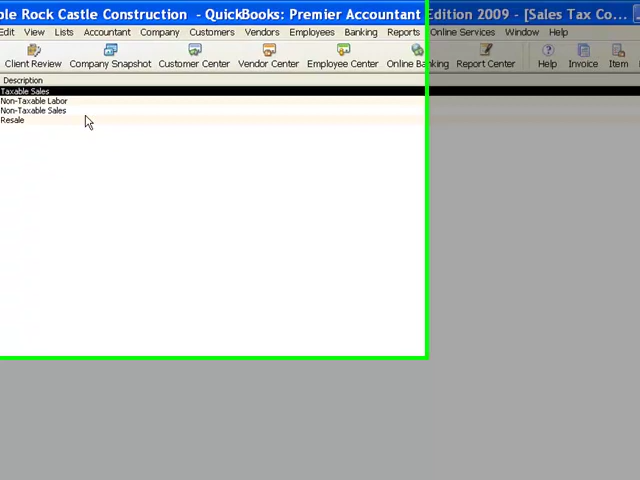 ble Rock Castle Construction - QuickBooks: Premier Accountant Edition 2009 - [Sales Tax Co...
Edit View Lists Accountant Company Customers Vendors Employees Banking Reports Online Services Window Help
Client Review Company Snapshot Customer Center Vendor Center Employee Center Online Banking Report Center Help Invoice Item
Description
Taxable Sales
Non-Taxable Labor
Non-Taxable Sales
Resale